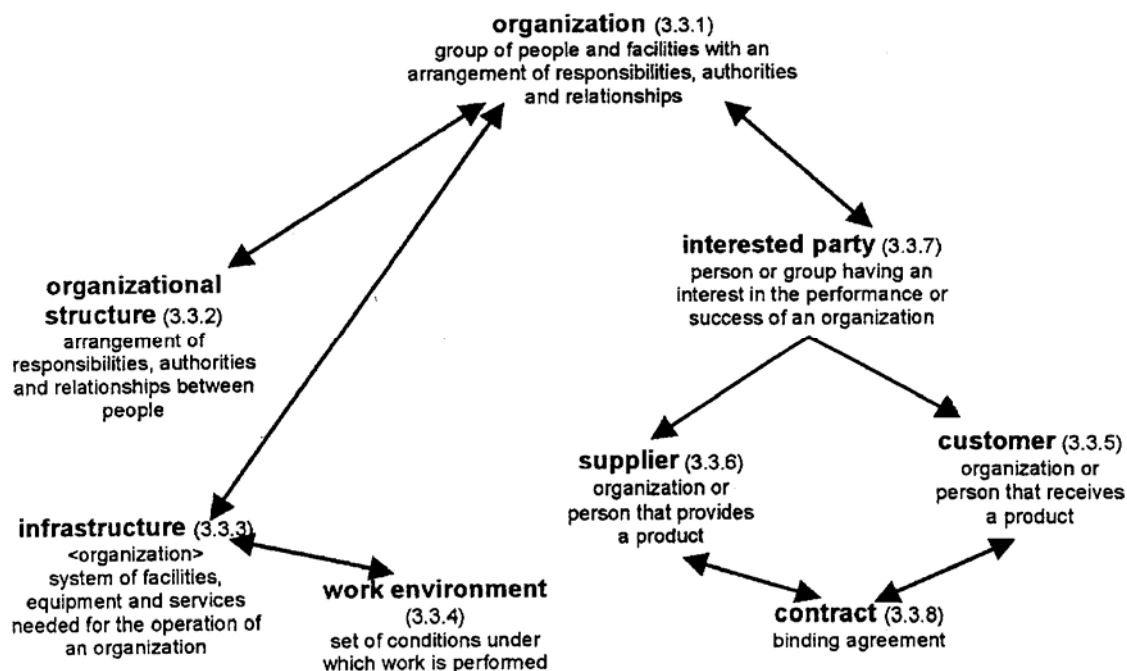 organization (3.3.1)
group of people and facilities with an
arrangement of responsibilities, authorities
and relationships
organizational
structure (3.3.2)
arrangement of
responsibilities, authorities
and relationships between
people
interested party (3.3.7)
person or group having an
interest in the performance or
success of an organization
infrastructure (3.3.3)
<organization>
system of facilities,
equipment and services
needed for the operation of
an organization
work environment
(3.3.4)
set of conditions under
which work is performed
supplier (3.3.6)
organization or
person that provides
a product
customer (3.3.5)
organization or
person that receives
a product
contract (3.3.8)
binding agreement